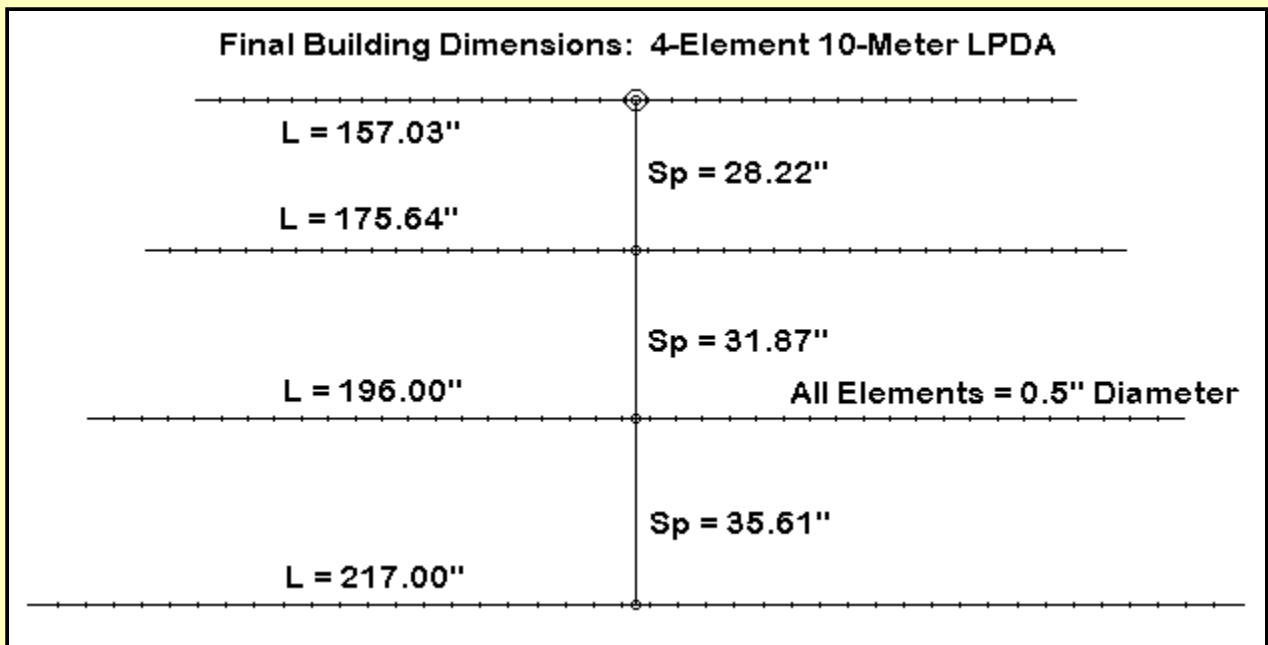 Final Building Dimensions: 4-Element 10-Meter LPDA
L = 157.03"
Sp = 28.22"
L = 175.64"
Sp = 31.87"
L = 196.00"
All Elements = 0.5" Diameter
Sp = 35.61"
L = 217.00"